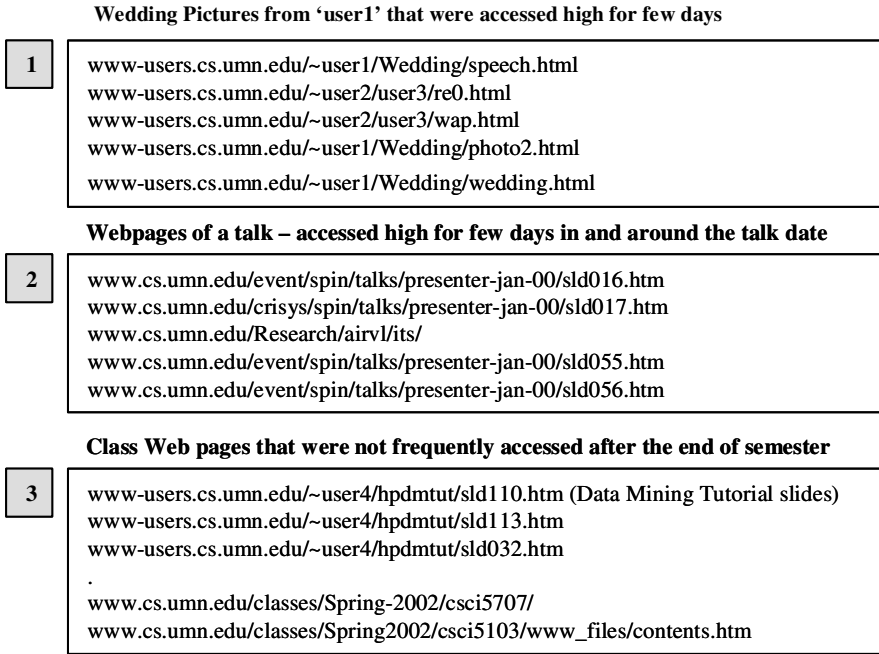 Wedding Pictures from ‘user1’ that were accessed high for few days
1
www-users.cs.umn.edu/~user1/Wedding/speech.html
www-users.cs.umn.edu/~user2/user3/re0.html
www-users.cs.umn.edu/~user2/user3/wap.html
www-users.cs.umn.edu/~user1/Wedding/photo2.html
www-users.cs.umn.edu/~user1/Wedding/wedding.html
Webpages of a talk – accessed high for few days in and around the talk date
2
www.cs.umn.edu/event/spin/talks/presenter-jan-00/sld016.htm
www.cs.umn.edu/crisys/spin/talks/presenter-jan-00/sld017.htm
www.cs.umn.edu/Research/airvl/its/
www.cs.umn.edu/event/spin/talks/presenter-jan-00/sld055.htm
www.cs.umn.edu/event/spin/talks/presenter-jan-00/sld056.htm
Class Web pages that were not frequently accessed after the end of semester
3
www-users.cs.umn.edu/~user4/hpdmtut/sld110.htm (Data Mining Tutorial slides)
www-users.cs.umn.edu/~user4/hpdmtut/sld113.htm
www-users.cs.umn.edu/~user4/hpdmtut/sld032.htm
.
www.cs.umn.edu/classes/Spring-2002/csci5707/
www.cs.umn.edu/classes/Spring2002/csci5103/www_files/contents.htm